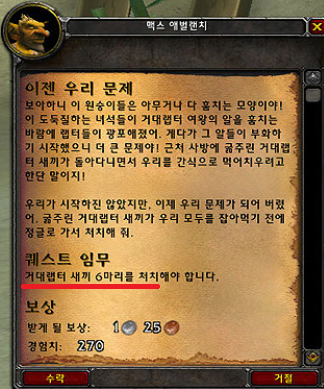 맥스 애벌랜치
이젠 우리 문제
보아하니 이 원숭이들은 아무거나 다 훔치는 모양이야!
이 도둑질하는 녀석들이 거대랩터 여왕의 알을 훔치는
바람에 랩터들이 광포해졌어. 게다가 그 알들이 부화하
기 시작했으니 더 큰 문제야! 근처 사방에 굶주린 거대랩
터 새끼가 돌아다니면서 우리를 간식으로 먹어치우려고
한단 말이지!
우리가 시작하진 않았지만, 이제 우리 문제가 되어 버렸
어. 굶주린 거대랩터 새끼가 우리 모두를 잡아먹기 전에
정글로 가서 처치해 줘.
퀘스트 임무
거대랩터 새끼 6마리를 처치해야 합니다.
보상
받게 될 보상: 1 25
경험치: 270
수락 거절